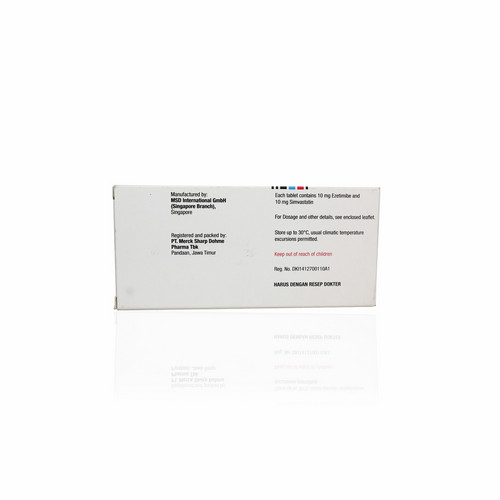 Manufactured by:
MSD International GmbH
(Singapore Branch),
Singapore
Registered and packed by:
PT. Merck Sharp Dohme
Pharma Tbk
Pandaan, Jawa Timur
Each tablet contains 10 mg Ezetimibe and
10 mg Simvastatin
For Dosage and other details, see enclosed leaflet.
Store up to 30°C, usual climatic temperature
excursions permitted.
Keep out of reach of children
Reg. No. DKI1412700110A1
HARUS DENGAN RESEP DOKTER